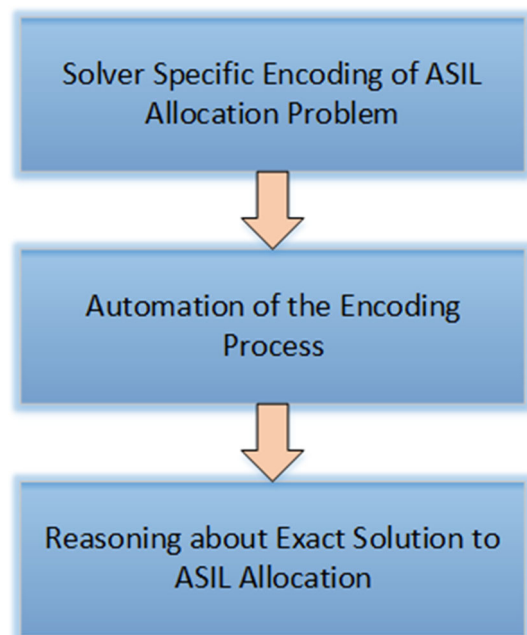 Solver Specific Encoding of ASIL
Allocation Problem
Automation of the Encoding
Process
Reasoning about Exact Solution to
ASIL Allocation